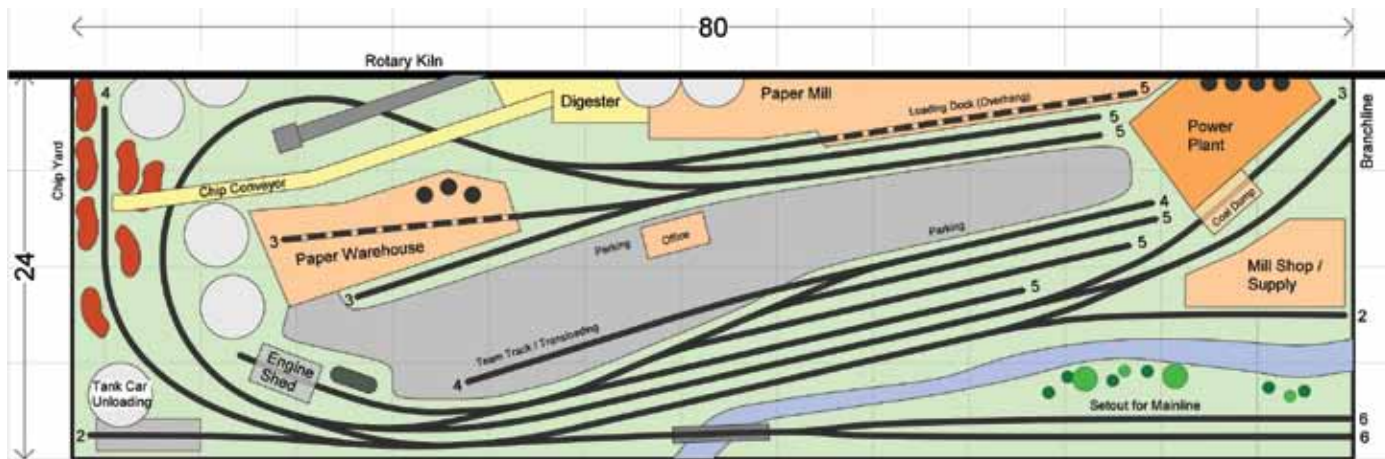 80
Rotary Kiln
4
Digester
Paper Mill
5
Loading Dock (Overhang)
5
5
Power
Plant
3
Branchline
Chip Yard
Chip Conveyor
Coal Dump
4
5
3
Paper Warehouse
Parking
Office
Parking
5
24
Mill Shop /
Supply
3
5
2
Team Track / Transloading
Engine
Shed
4
Tank Car
Unloading
Setout for Mainline
6
2
6